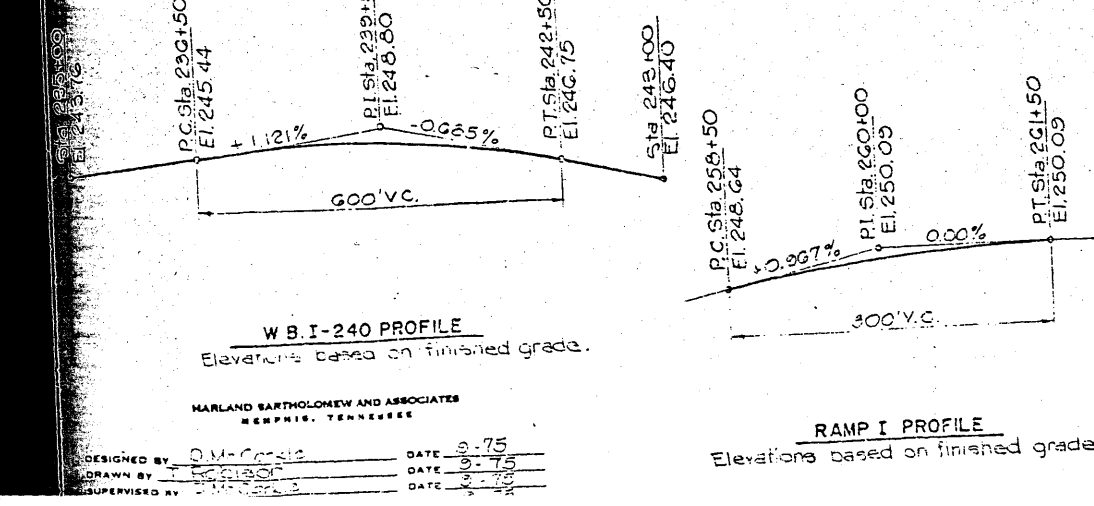 Sta 235+00
El. 243.76
P.C. Sta. 236+50
El. 245.44
P.I. Sta. 239+
El. 248.80
P.T. Sta. 242+50
El. 246.75
Sta 243+00
El. 246.40
+1.121%
-0.685%
600' V.C.
W B. I-240 PROFILE
Elevations based on finished grade.
P.C. Sta. 258+50
El. 248.64
P.I. Sta. 260+00
El. 250.09
P.T. Sta. 261+50
El. 250.09
+0.967%
0.00%
300' V.C.
RAMP I PROFILE
Elevations based on finished grade
HARLAND BARTHOLOMEW AND ASSOCIATES
MEMPHIS, TENNESSEE
DESIGNED BY DATE 9-75
DRAWN BY DATE 9-75
SUPERVISED BY DATE 9-75